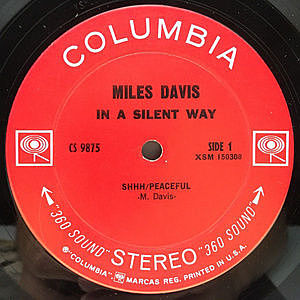 COLUMBIA
MILES DAVIS
IN A SILENT WAY
CS 9875
SIDE 1
XSM 150308
SHHH/PEACEFUL
-M. Davis-
"360 SOUND" STEREO "360 SOUND"
® "COLUMBIA", MARCAS REG. PRINTED IN U.S.A.